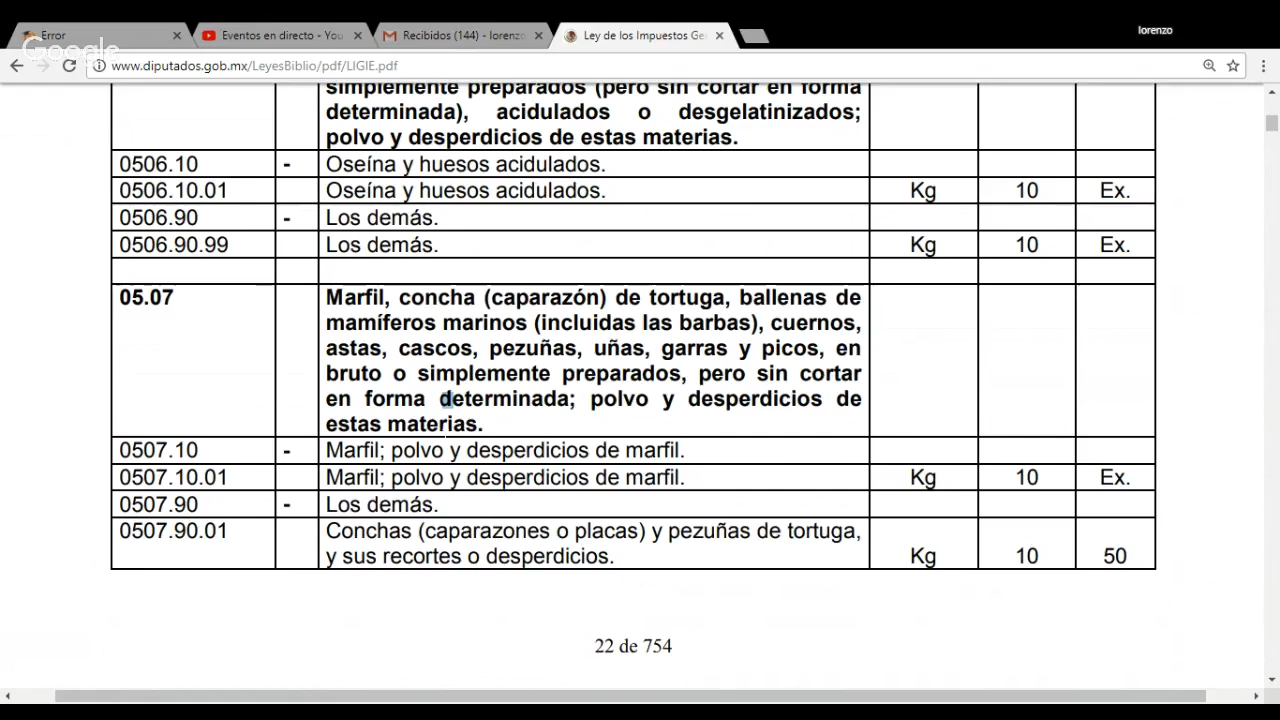 lorenzo
Error
Eventos en directo - You
Recibidos (144) - lorenzo
Ley de los Impuestos Ge
Google
www.diputados.gob.mx/LeyesBiblio/pdf/LIGIE.pdf
simplemente preparados (pero sin cortar en forma
determinada), acidulados o desgelatinizados;
polvo y desperdicios de estas materias.
0506.10 - Oseína y huesos acidulados.
0506.10.01 Oseína y huesos acidulados. Kg 10 Ex.
0506.90 - Los demás.
0506.90.99 Los demás. Kg 10 Ex.
05.07 Marfil, concha (caparazón) de tortuga, ballenas de
mamíferos marinos (incluidas las barbas), cuernos,
astas, cascos, pezuñas, uñas, garras y picos, en
bruto o simplemente preparados, pero sin cortar
en forma determinada; polvo y desperdicios de
estas materias.
0507.10 - Marfil; polvo y desperdicios de marfil.
0507.10.01 Marfil; polvo y desperdicios de marfil. Kg 10 Ex.
0507.90 - Los demás.
0507.90.01 Conchas (caparazones o placas) y pezuñas de tortuga,
y sus recortes o desperdicios. Kg 10 50
22 de 754